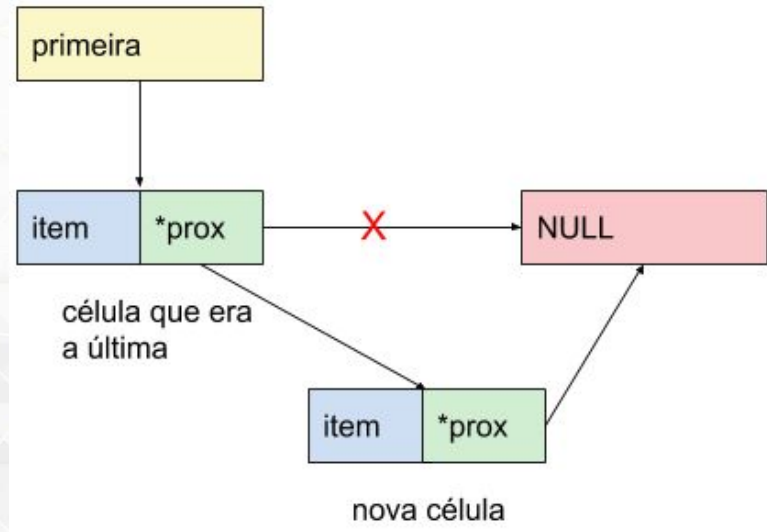 primeira
item
*prox
X
NULL
célula que era
a última
item
*prox
nova célula